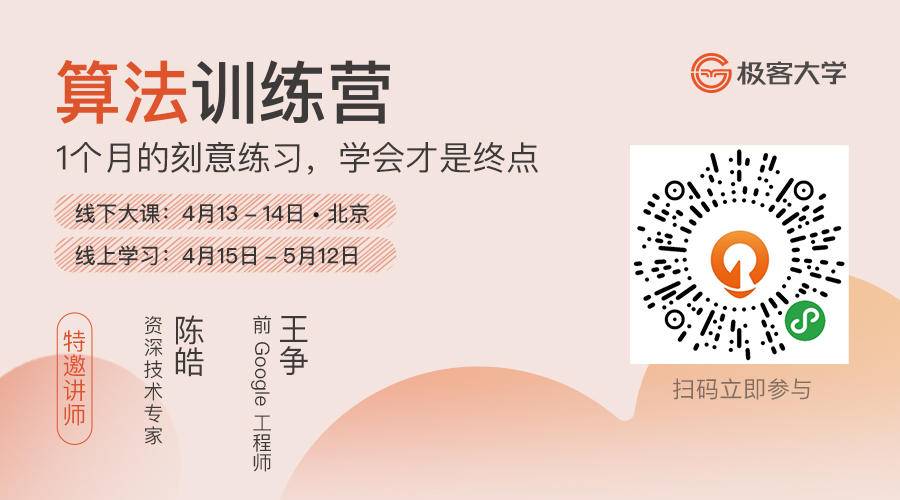 算法训练营
极客大学
1个月的刻意练习，学会才是终点
线下大课：4月13 – 14日 • 北京
线上学习：4月15日 – 5月12日
特邀讲师
陈皓
资深技术专家
王争
前 Google 工程师
扫码立即参与